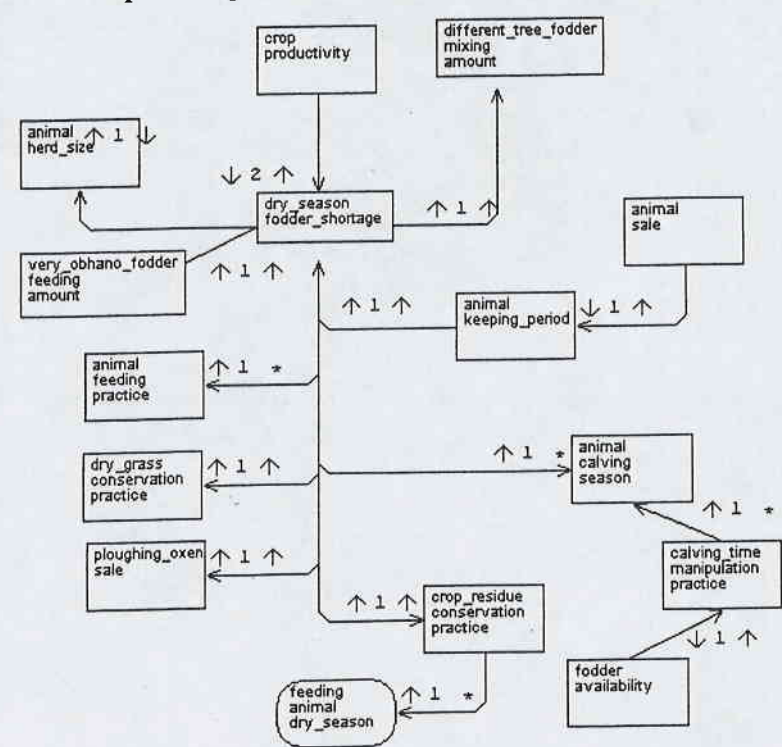 crop
productivity
different_tree_fodder
mixing
amount
animal ↑ 1 ↓
herd_size
↓ 2 ↑
dry_season
fodder_shortage
↑ 1 ↑
animal
sale
very_obhano_fodder
feeding
amount
↑ 1 ↑
↑ 1 ↑
animal
keeping_period
↓ 1 ↑
animal
feeding
practice
↑ 1 *
dry_grass
conservation
practice
↑ 1 ↑
↑ 1 *
animal
calving
season
↑ 1 *
ploughing_oxen
sale
↑ 1 ↑
calving_time
manipulation
practice
↑ 1 ↑
crop_residue
conservation
practice
↓ 1 ↑
fodder
availability
feeding
animal
dry_season
↑ 1 *